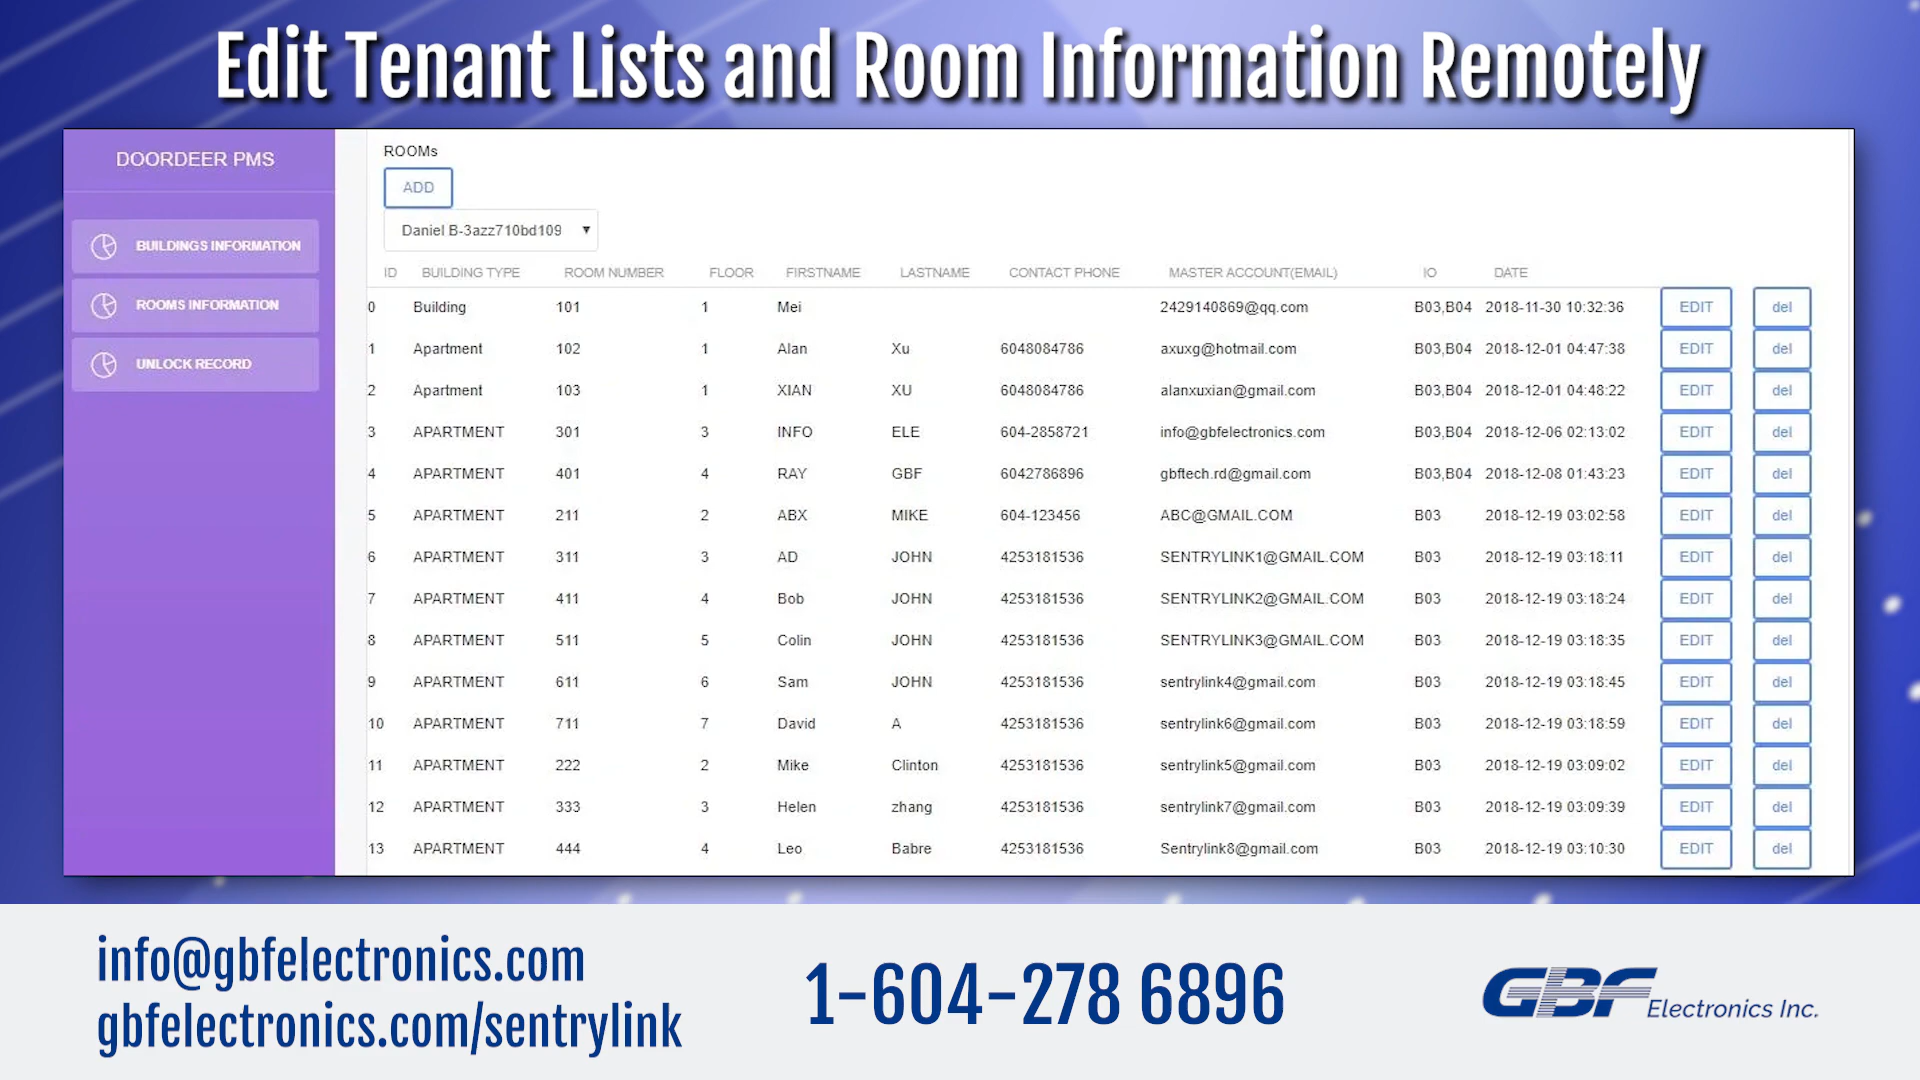 Edit Tenant Lists and Room Information Remotely
DOORDEER PMS
BUILDINGS INFORMATION
ROOMS INFORMATION
UNLOCK RECORD
ROOMs
ADD
Daniel B-3azz710bd109
ID BUILDING TYPE ROOM NUMBER FLOOR FIRSTNAME LASTNAME CONTACT PHONE MASTER ACCOUNT(EMAIL) IO DATE
0 Building 101 1 Mei 2429140869@qq.com B03,B04 2018-11-30 10:32:36 EDIT del
1 Apartment 102 1 Alan Xu 6048084786 axuxg@hotmail.com B03,B04 2018-12-01 04:47:38 EDIT del
2 Apartment 103 1 XIAN XU 6048084786 alanxuxian@gmail.com B03,B04 2018-12-01 04:48:22 EDIT del
3 APARTMENT 301 3 INFO ELE 604-2858721 info@gbfelectronics.com B03,B04 2018-12-06 02:13:02 EDIT del
4 APARTMENT 401 4 RAY GBF 6042786896 gbftech.rd@gmail.com B03,B04 2018-12-08 01:43:23 EDIT del
5 APARTMENT 211 2 ABX MIKE 604-123456 ABC@GMAIL.COM B03 2018-12-19 03:02:58 EDIT del
6 APARTMENT 311 3 AD JOHN 4253181536 SENTRYLINK1@GMAIL.COM B03 2018-12-19 03:18:11 EDIT del
7 APARTMENT 411 4 Bob JOHN 4253181536 SENTRYLINK2@GMAIL.COM B03 2018-12-19 03:18:24 EDIT del
8 APARTMENT 511 5 Colin JOHN 4253181536 SENTRYLINK3@GMAIL.COM B03 2018-12-19 03:18:35 EDIT del
9 APARTMENT 611 6 Sam JOHN 4253181536 sentrylink4@gmail.com B03 2018-12-19 03:18:45 EDIT del
10 APARTMENT 711 7 David A 4253181536 sentrylink6@gmail.com B03 2018-12-19 03:18:59 EDIT del
11 APARTMENT 222 2 Mike Clinton 4253181536 sentrylink5@gmail.com B03 2018-12-19 03:09:02 EDIT del
12 APARTMENT 333 3 Helen zhang 4253181536 sentrylink7@gmail.com B03 2018-12-19 03:09:39 EDIT del
13 APARTMENT 444 4 Leo Babre 4253181536 Sentrylink8@gmail.com B03 2018-12-19 03:10:30 EDIT del
info@gbfelectronics.com
gbfelectronics.com/sentrylink
1-604-278 6896
GBF Electronics Inc.